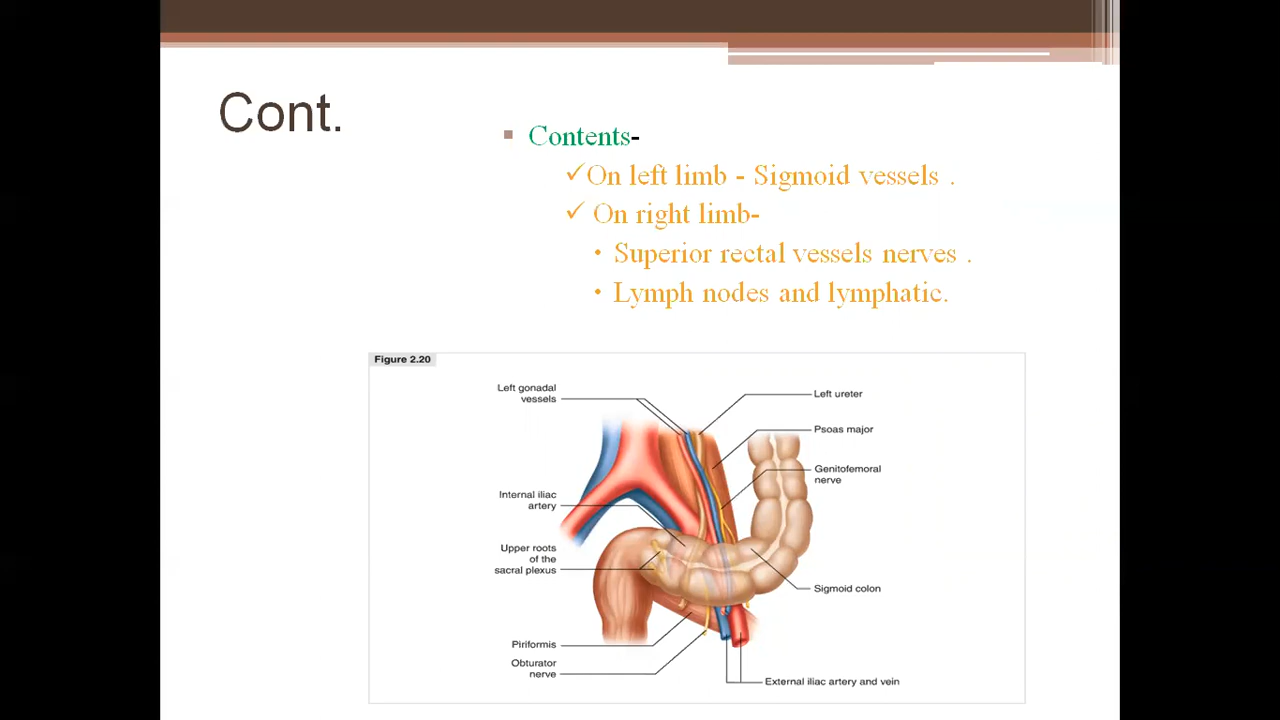 Cont.
▪ Contents-
✓On left limb - Sigmoid vessels .
✓ On right limb-
• Superior rectal vessels nerves .
• Lymph nodes and lymphatic.
Figure 2.20
Left gonadal
vessels
Left ureter
Psoas major
Genitofemoral
nerve
Internal iliac
artery
Upper roots
of the
sacral plexus
Sigmoid colon
Piriformis
Obturator
nerve
External iliac artery and vein